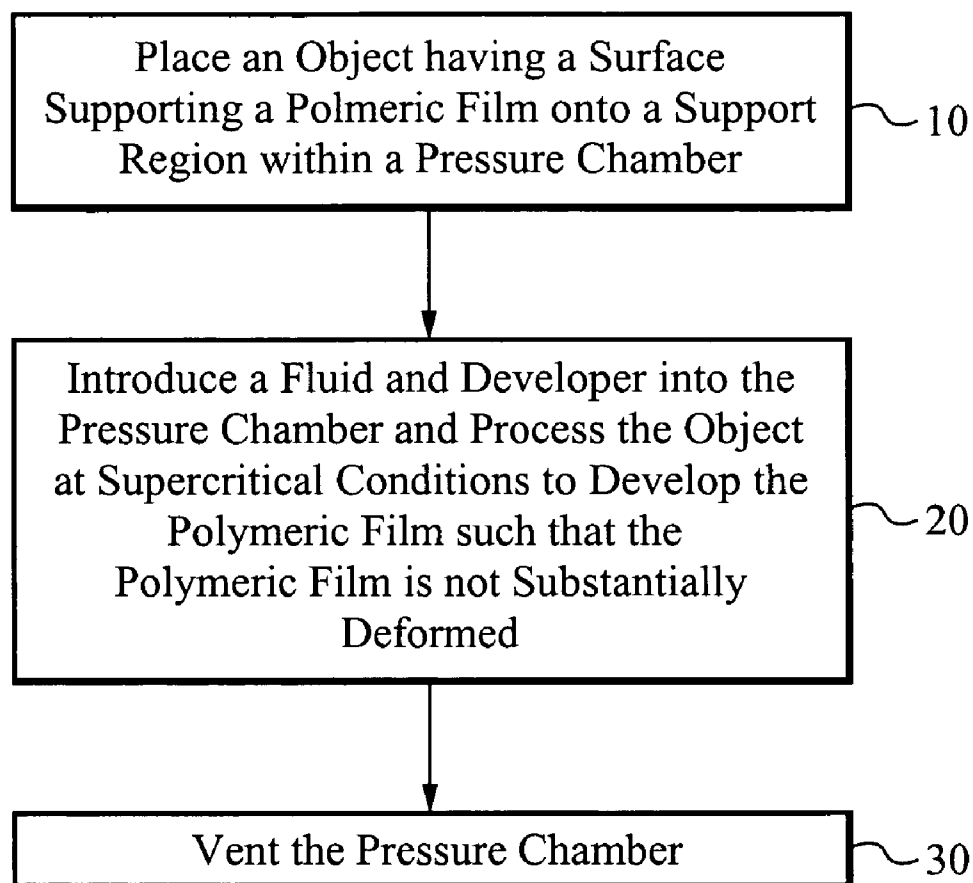 Place an Object having a Surface
Supporting a Polmeric Film onto a Support
Region within a Pressure Chamber
10
Introduce a Fluid and Developer into the
Pressure Chamber and Process the Object
at Supercritical Conditions to Develop the
Polymeric Film such that the
Polymeric Film is not Substantially
Deformed
20
Vent the Pressure Chamber
30